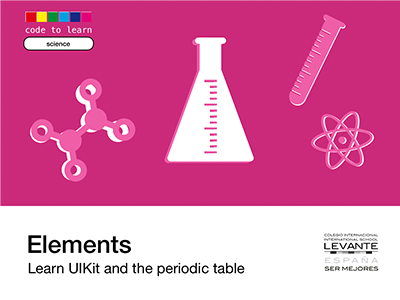 code to learn
science
Elements
Learn UIKit and the periodic table
COLEGIO INTERNACIONAL
INTERNATIONAL SCHOOL
LEVANTE
ESPAÑA
SER MEJORES